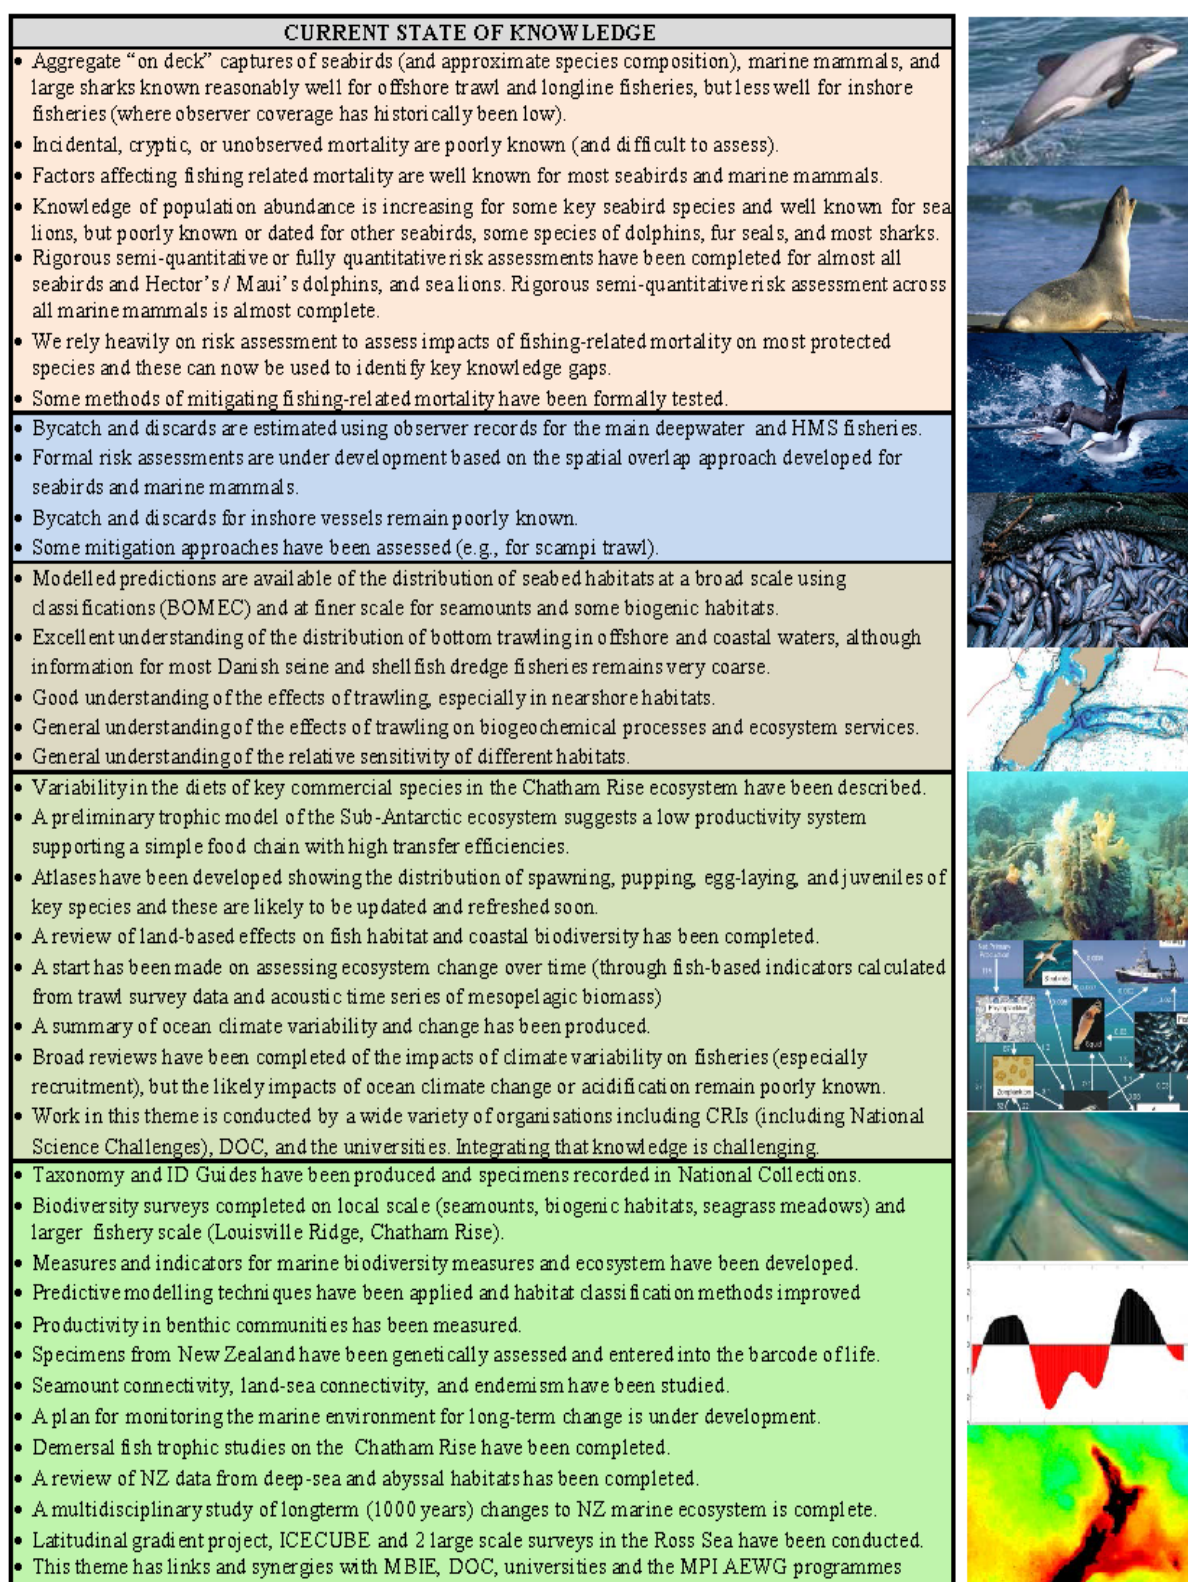 CURRENT STATE OF KNOWLEDGE
• Aggregate “on deck” captures of seabirds (and approximate species composition), marine mammals, and
large sharks known reasonably well for offshore trawl and longline fisheries, but less well for inshore
fisheries (where observer coverage has historically been low).
• Incidental, cryptic, or unobserved mortality are poorly known (and difficult to assess).
• Factors affecting fishing related mortality are well known for most seabirds and marine mammals.
• Knowledge of population abundance is increasing for some key seabird species and well known for sea
lions, but poorly known or dated for other seabirds, some species of dolphins, fur seals, and most sharks.
• Rigorous semi-quantitative or fully quantitative risk assessments have been completed for almost all
seabirds and Hector’s / Maui’s dolphins, and sea lions. Rigorous semi-quantitative risk assessment across
all marine mammals is almost complete.
• We rely heavily on risk assessment to assess impacts of fishing-related mortality on most protected
species and these can now be used to identify key knowledge gaps.
• Some methods of mitigating fishing-related mortality have been formally tested.
• Bycatch and discards are estimated using observer records for the main deepwater and HMS fisheries.
• Formal risk assessments are under development based on the spatial overlap approach developed for
seabirds and marine mammals.
• Bycatch and discards for inshore vessels remain poorly known.
• Some mitigation approaches have been assessed (e.g., for scampi trawl).
• Modelled predictions are available of the distribution of seabed habitats at a broad scale using
classifications (BOMEC) and at finer scale for seamounts and some biogenic habitats.
• Excellent understanding of the distribution of bottom trawling in offshore and coastal waters, although
information for most Danish seine and shellfish dredge fisheries remains very coarse.
• Good understanding of the effects of trawling, especially in nearshore habitats.
• General understanding of the effects of trawling on biogeochemical processes and ecosystem services.
• General understanding of the relative sensitivity of different habitats.
• Variability in the diets of key commercial species in the Chatham Rise ecosystem have been described.
• A preliminary trophic model of the Sub-Antarctic ecosystem suggests a low productivity system
supporting a simple food chain with high transfer efficiencies.
• Atlases have been developed showing the distribution of spawning, pupping, egg-laying, and juveniles of
key species and these are likely to be updated and refreshed soon.
• A review of land-based effects on fish habitat and coastal biodiversity has been completed.
• A start has been made on assessing ecosystem change over time (through fish-based indicators calculated
from trawl survey data and acoustic time series of mesopelagic biomass)
• A summary of ocean climate variability and change has been produced.
• Broad reviews have been completed of the impacts of climate variability on fisheries (especially
recruitment), but the likely impacts of ocean climate change or acidification remain poorly known.
• Work in this theme is conducted by a wide variety of organisations including CRIs (including National
Science Challenges), DOC, and the universities. Integrating that knowledge is challenging.
• Taxonomy and ID Guides have been produced and specimens recorded in National Collections.
• Biodiversity surveys completed on local scale (seamounts, biogenic habitats, seagrass meadows) and
larger fishery scale (Louisville Ridge, Chatham Rise).
• Measures and indicators for marine biodiversity measures and ecosystem have been developed.
• Predictive modelling techniques have been applied and habitat classification methods improved
• Productivity in benthic communities has been measured.
• Specimens from New Zealand have been genetically assessed and entered into the barcode of life.
• Seamount connectivity, land-sea connectivity, and endemism have been studied.
• A plan for monitoring the marine environment for long-term change is under development.
• Demersal fish trophic studies on the Chatham Rise have been completed.
• A review of NZ data from deep-sea and abyssal habitats has been completed.
• A multidisciplinary study of longterm (1000 years) changes to NZ marine ecosystem is complete.
• Latitudinal gradient project, ICECUBE and 2 large scale surveys in the Ross Sea have been conducted.
• This theme has links and synergies with MBIE, DOC, universities and the MPI AEWG programmes
Net Primary
Production
Squid